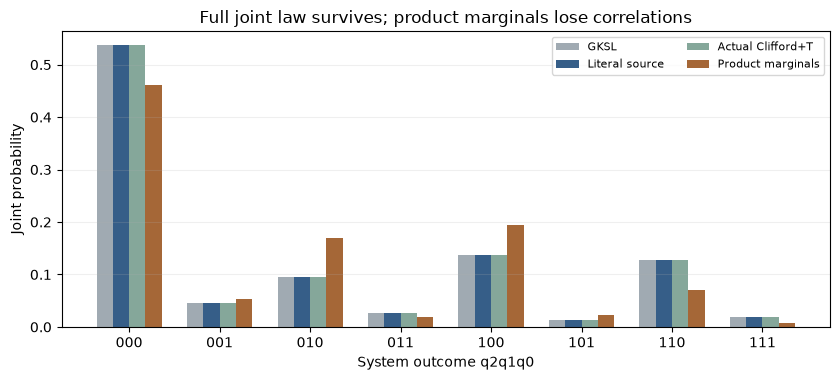 Full joint law survives; product marginals lose correlations
GKSL
Literal source
Actual Clifford+T
Product marginals
Joint probability
0.5
0.4
0.3
0.2
0.1
0.0
000
001
010
011
100
101
110
111
System outcome q2q1q0